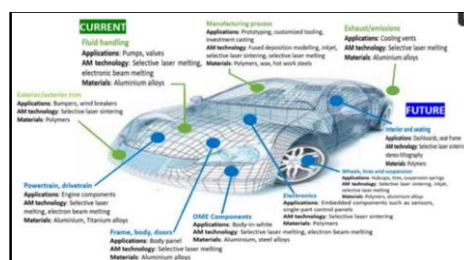 CURRENT
Fluid handling
Applications: Pumps, valves
AM technology: Selective laser melting,
electronic beam melting
Materials: Aluminium alloys
Manufacturing process
Applications: Prototyping, customized tooling,
investment casting
AM technology: Fused deposition modelling, inkjet,
selective laser sintering, selective laser melting
Materials: Polymers, wax, hot work steels
Exhaust/emissions
Applications: Cooling vents
AM technology: Selective laser melting
Materials: Aluminium alloys
Exterior/exterior trim
Applications: Bumpers, wind breakers
AM technology: Selective laser sintering
Materials: Polymers
FUTURE
Interior and seating
Applications: Dashboards, seat frame
AM technology: Selective laser sintering,
stereo-lithography
Materials: Polymers
Wheels, tires and suspension
Applications: Hubcaps, tires, suspension springs
AM technology: Selective laser sintering, inkjet,
selective laser melting
Materials: Polymers, aluminium alloys
Powertrain, drivetrain
Applications: Engine components
AM technology: Selective laser
melting, electron beam melting
Materials: Aluminium, Titanium alloys
Frame, body, doors
Applications: Body panel
AM technology: Selective laser melting
Materials: Aluminium alloys
OME Components
Applications: Body-in-white
AM technology: Selective laser melting, electron beam melting
Materials: Aluminium, steel alloys
Electronics
Applications: Embedded components such as sensors,
single-part control panels
AM technology: Selective laser sintering
Materials: Polymers